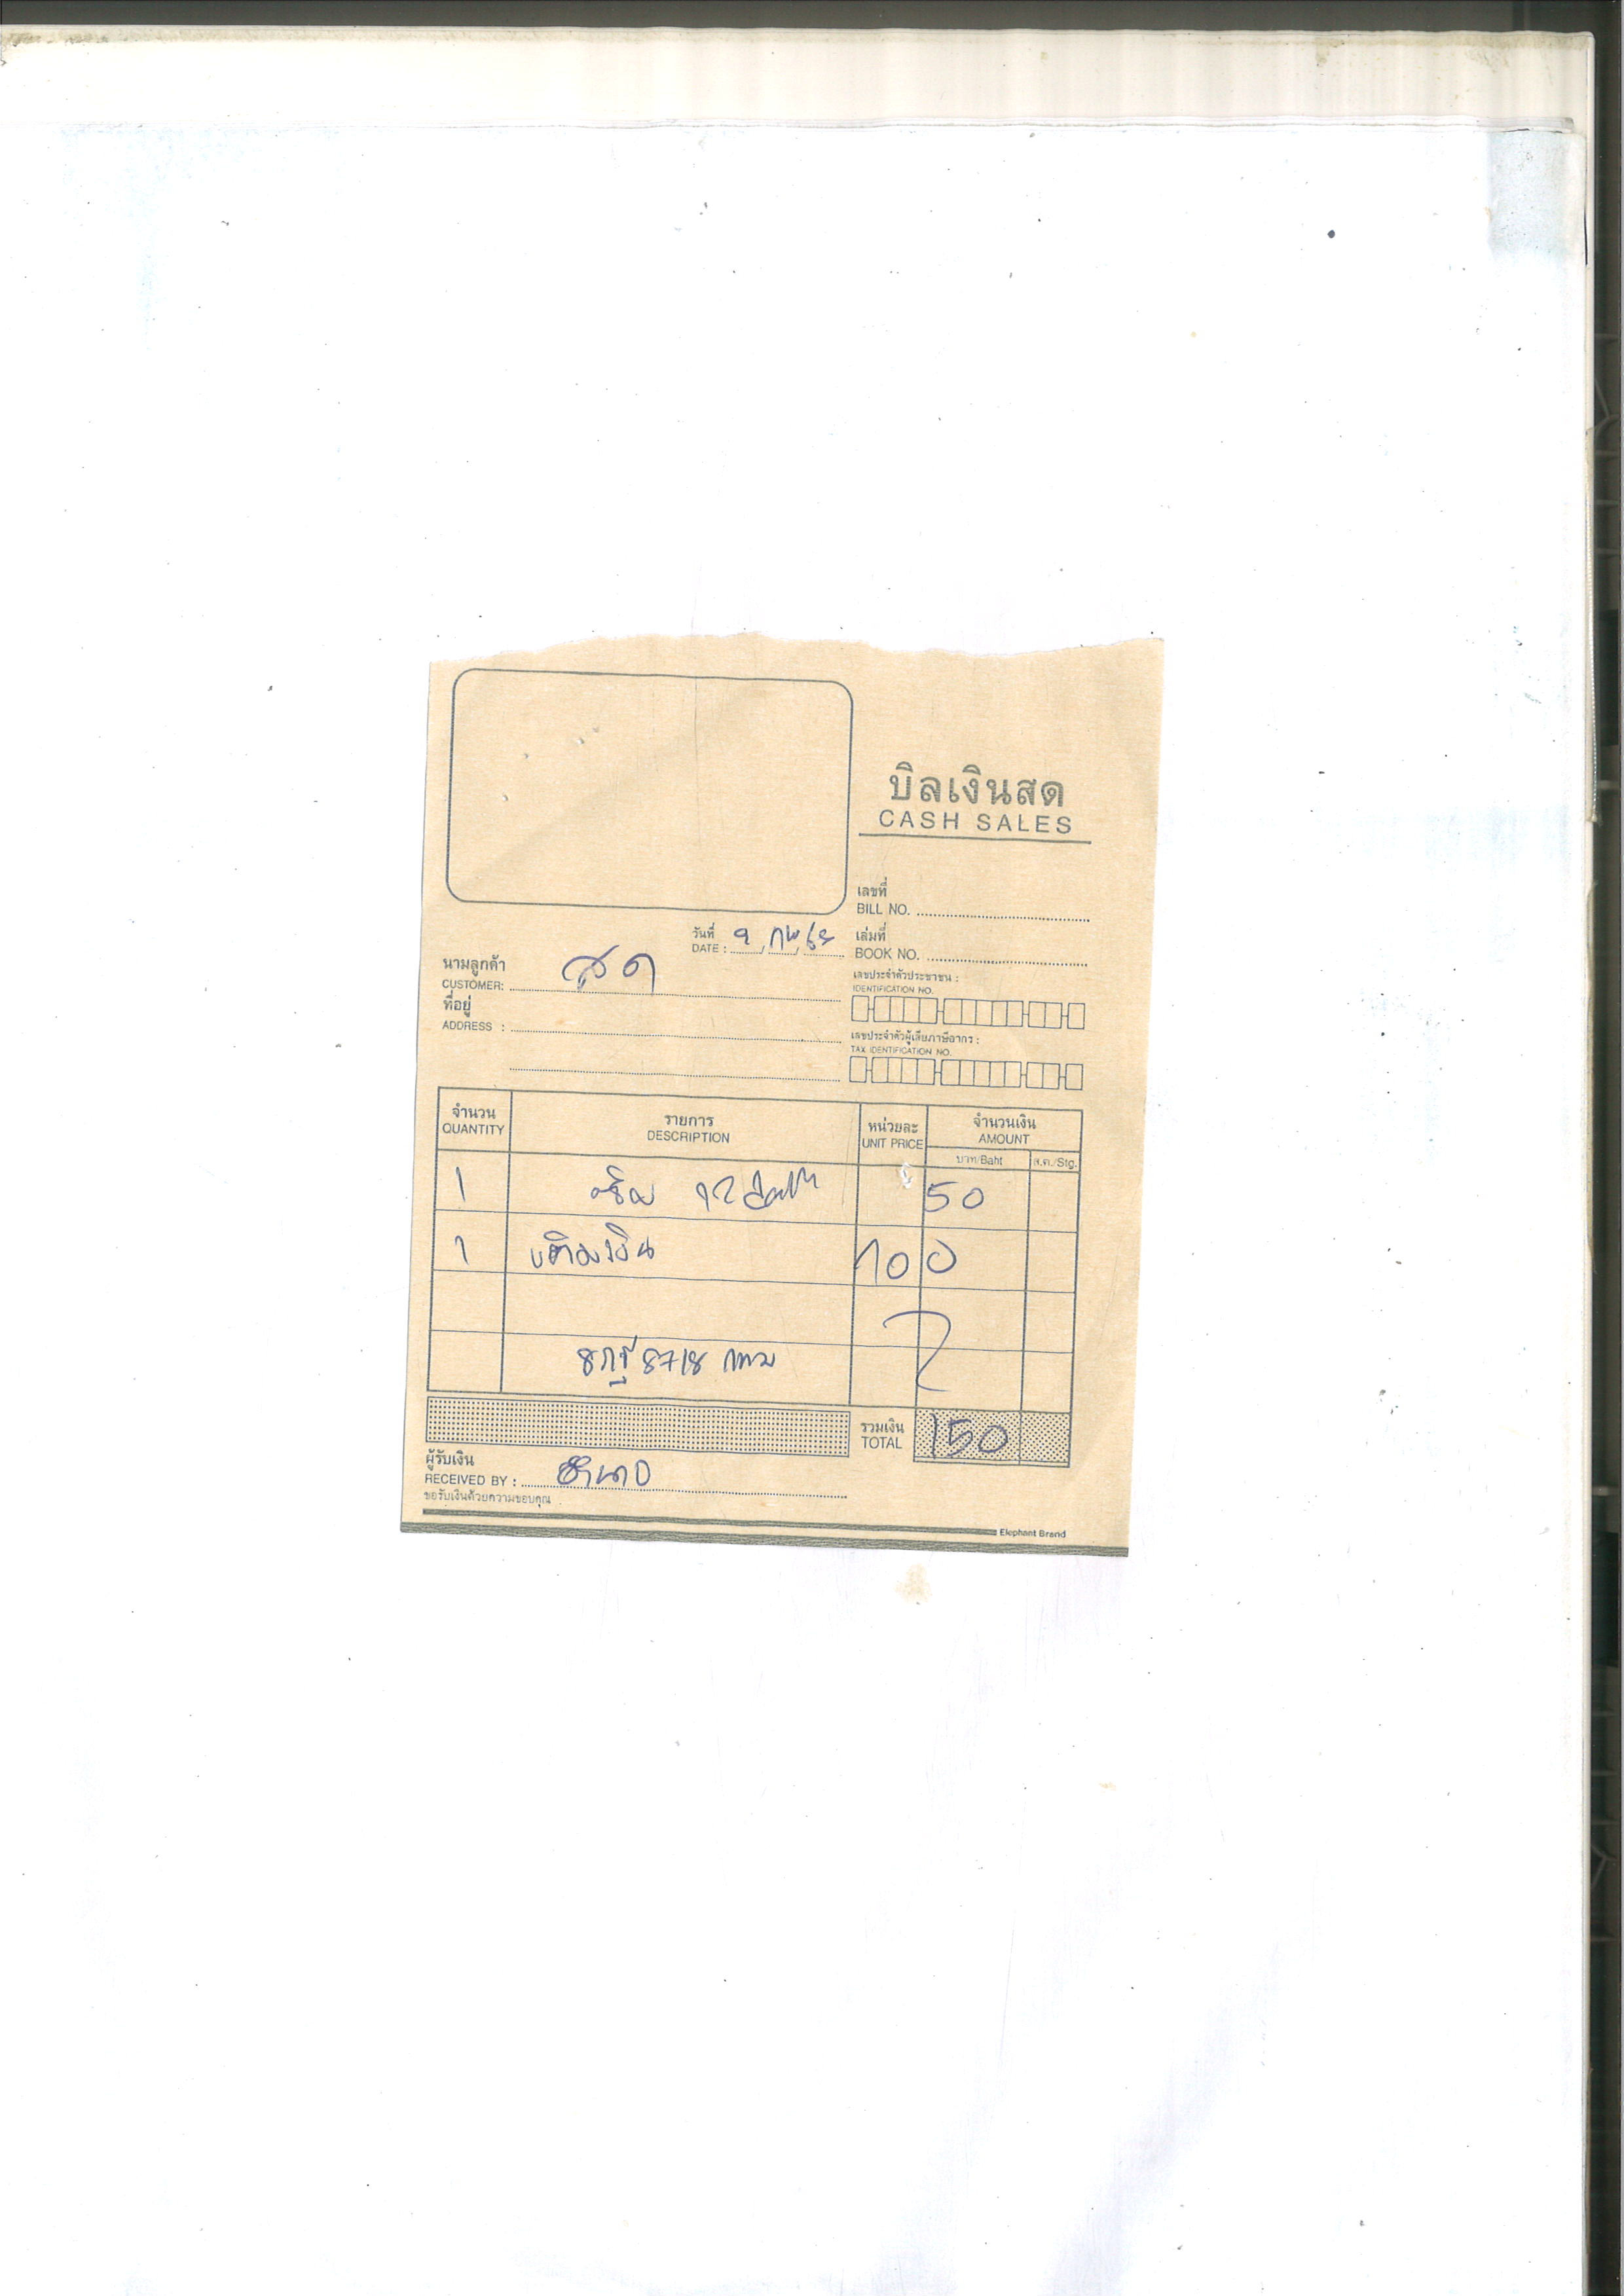 บิลเงินสด
CASH SALES
เลขที่
BILL NO.
วันที่
DATE : 9 / กพ /
เล่มที่
BOOK NO.
นามลูกค้า
CUSTOMER: สด
เลขประจำตัวประชาชน :
IDENTIFICATION NO.
ที่อยู่
ADDRESS :
เลขประจำตัวผู้เสียภาษีอากร :
TAX IDENTIFICATION NO.
จำนวน รายการ หน่วยละ จำนวนเงิน
QUANTITY DESCRIPTION UNIT PRICE AMOUNT
บาท/Baht ส.ต./Stg.
1 50
1 100
8718 กทม
รวมเงิน
TOTAL 150
ผู้รับเงิน
RECEIVED BY :
ขอรับเงินด้วยความขอบคุณ
Elephant Brand